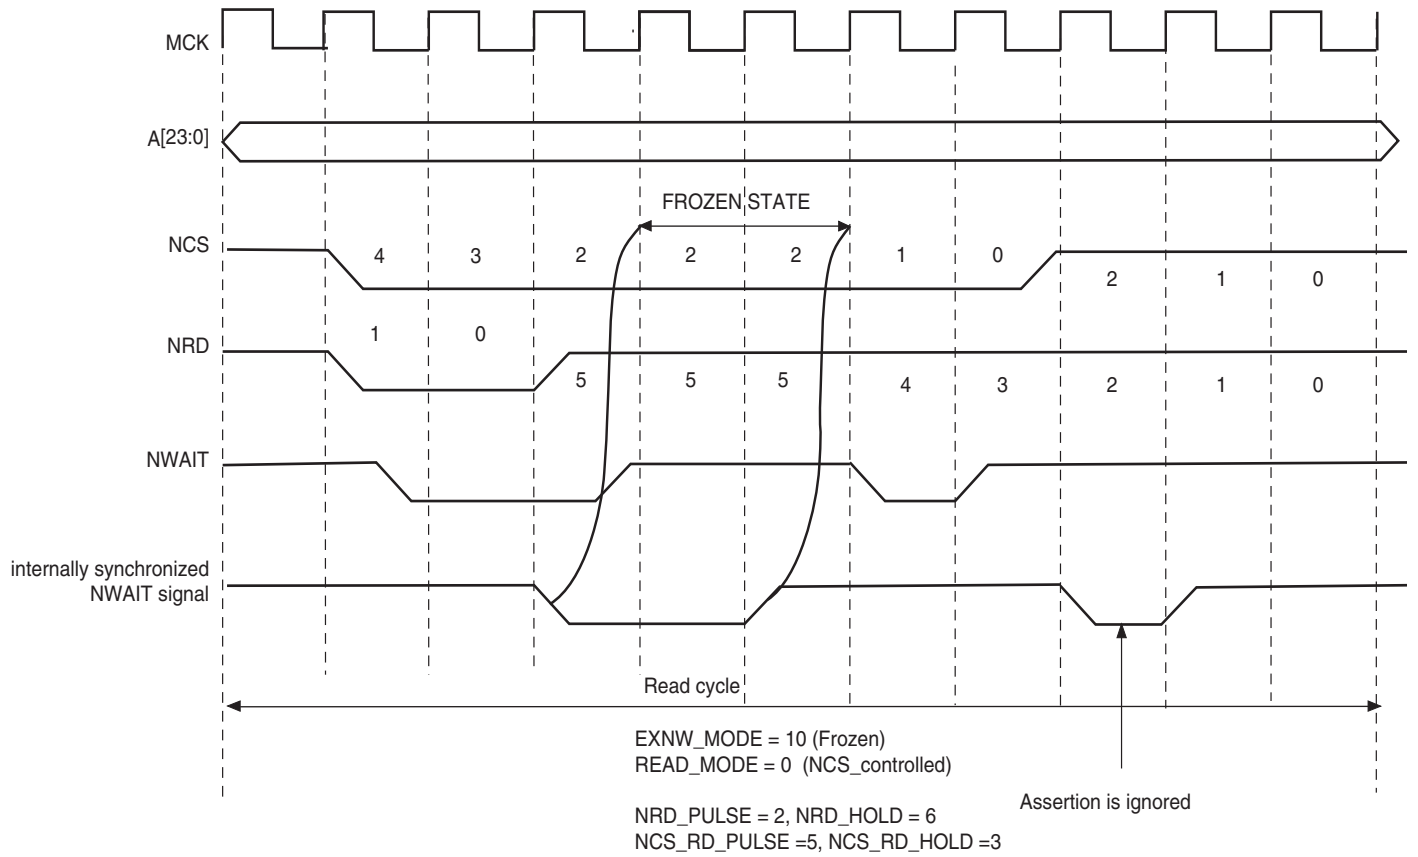 MCK
A[23:0]
FROZEN STATE
NCS
4 3 2 2 2 1 0
2 1 0
1 0
NRD
5 5 5 4 3 2 1 0
NWAIT
internally synchronized
NWAIT signal
Read cycle
EXNW_MODE = 10 (Frozen)
READ_MODE = 0 (NCS_controlled)
Assertion is ignored
NRD_PULSE = 2, NRD_HOLD = 6
NCS_RD_PULSE =5, NCS_RD_HOLD =3